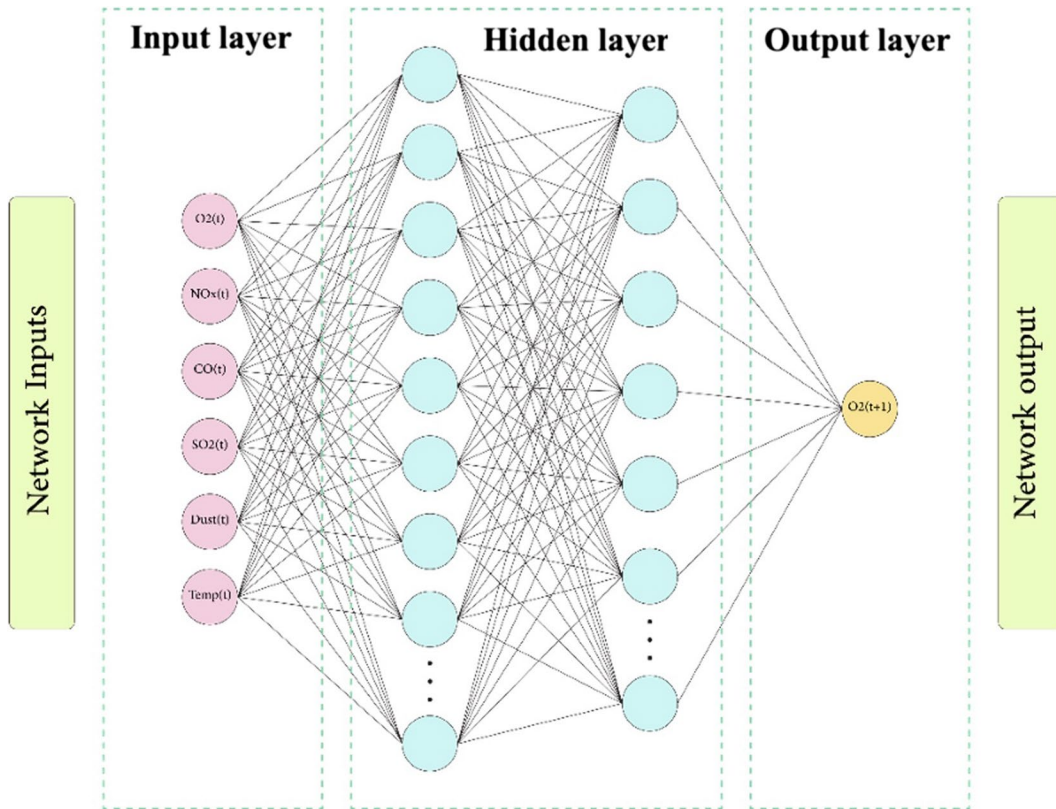 Input layer
Hidden layer
Output layer
Network Inputs
O2(t)
NOx(t)
CO(t)
SO2(t)
Dust(t)
Temp(t)
O2(t+1)
Network output